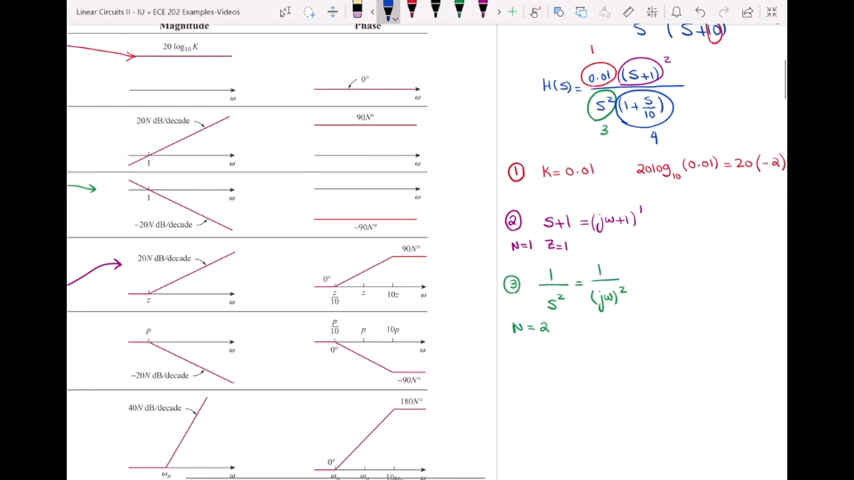 Linear Circuits II - IU » ECE 202 Examples-Videos
Magnitude Phase
20 log₁₀ K
ω
0°
ω
20N dB/decade
1
ω
90N°
ω
1
ω
−20N dB/decade
ω
−90N°
20N dB/decade
z
ω
90N°
0°
z/10 z 10z ω
p
ω
−20N dB/decade
p/10 p 10p
0°
ω
−90N°
40N dB/decade
ωₙ
ω
180N°
0°
ω
S (S+10)
1
2
H(S) = 0.01 (S+1)
S² (1 + S/10)
3
4
① K = 0.01 20log₁₀(0.01) = 20(-2)
② S+1 = (jω+1)¹
N=1 Z=1
③ 1/S² = 1/(jω)²
N = 2